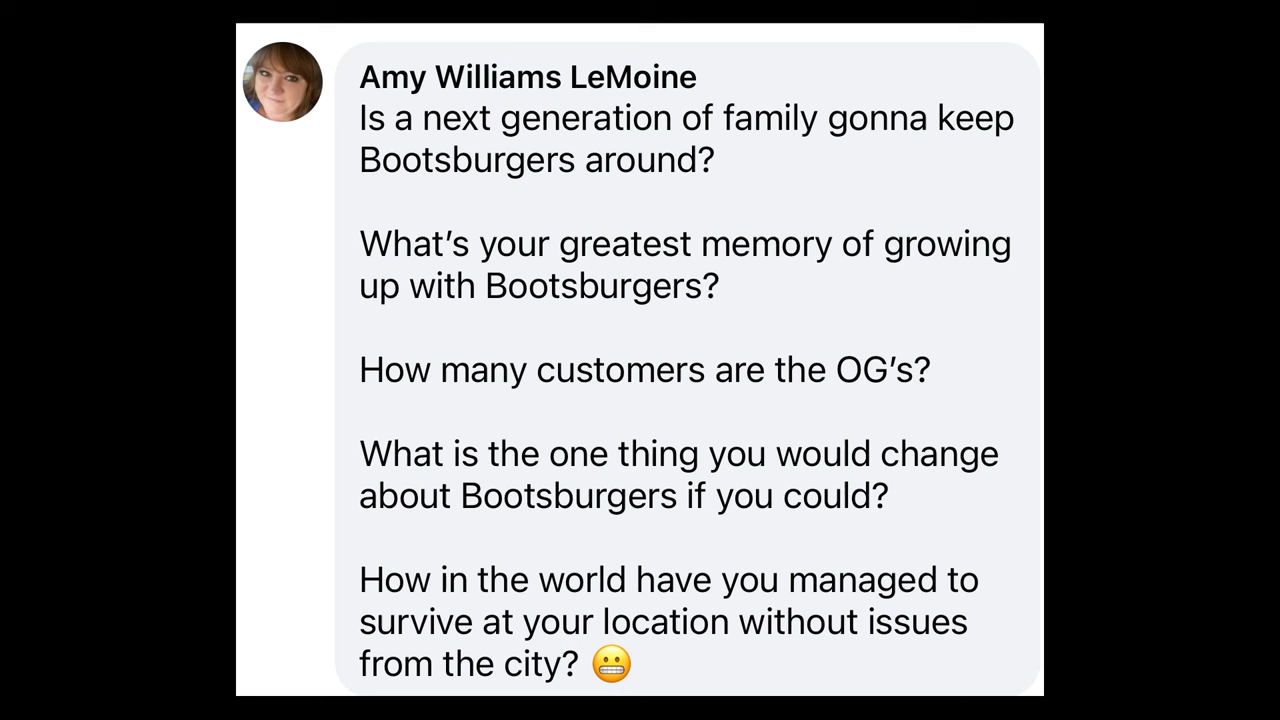 Amy Williams LeMoine
Is a next generation of family gonna keep
Bootsburgers around?
What's your greatest memory of growing
up with Bootsburgers?
How many customers are the OG's?
What is the one thing you would change
about Bootsburgers if you could?
How in the world have you managed to
survive at your location without issues
from the city? 😬